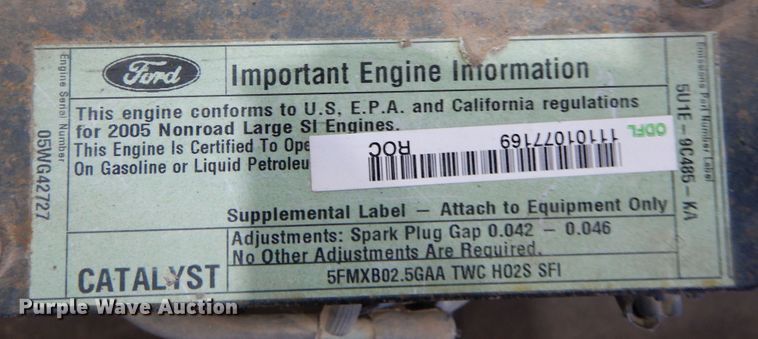 Ford
Important Engine Information
This engine conforms to U.S. E.P.A. and California regulations
for 2005 Nonroad Large SI Engines.
This Engine Is Certified To
On Gasoline or Liquid
Supplemental Label – Attach to Equipment Only
Adjustments: Spark Plug Gap 0.042 – 0.046
No Other Adjustments Are Required.
CATALYST
5FMXB02.5GAA TWC HO2S SFI
Engine Serial Number
05WG42727
Emissions Part Number Label
5U1E-9C485-KA
ODFL
11101077169
ROC
Purple Wave Auction